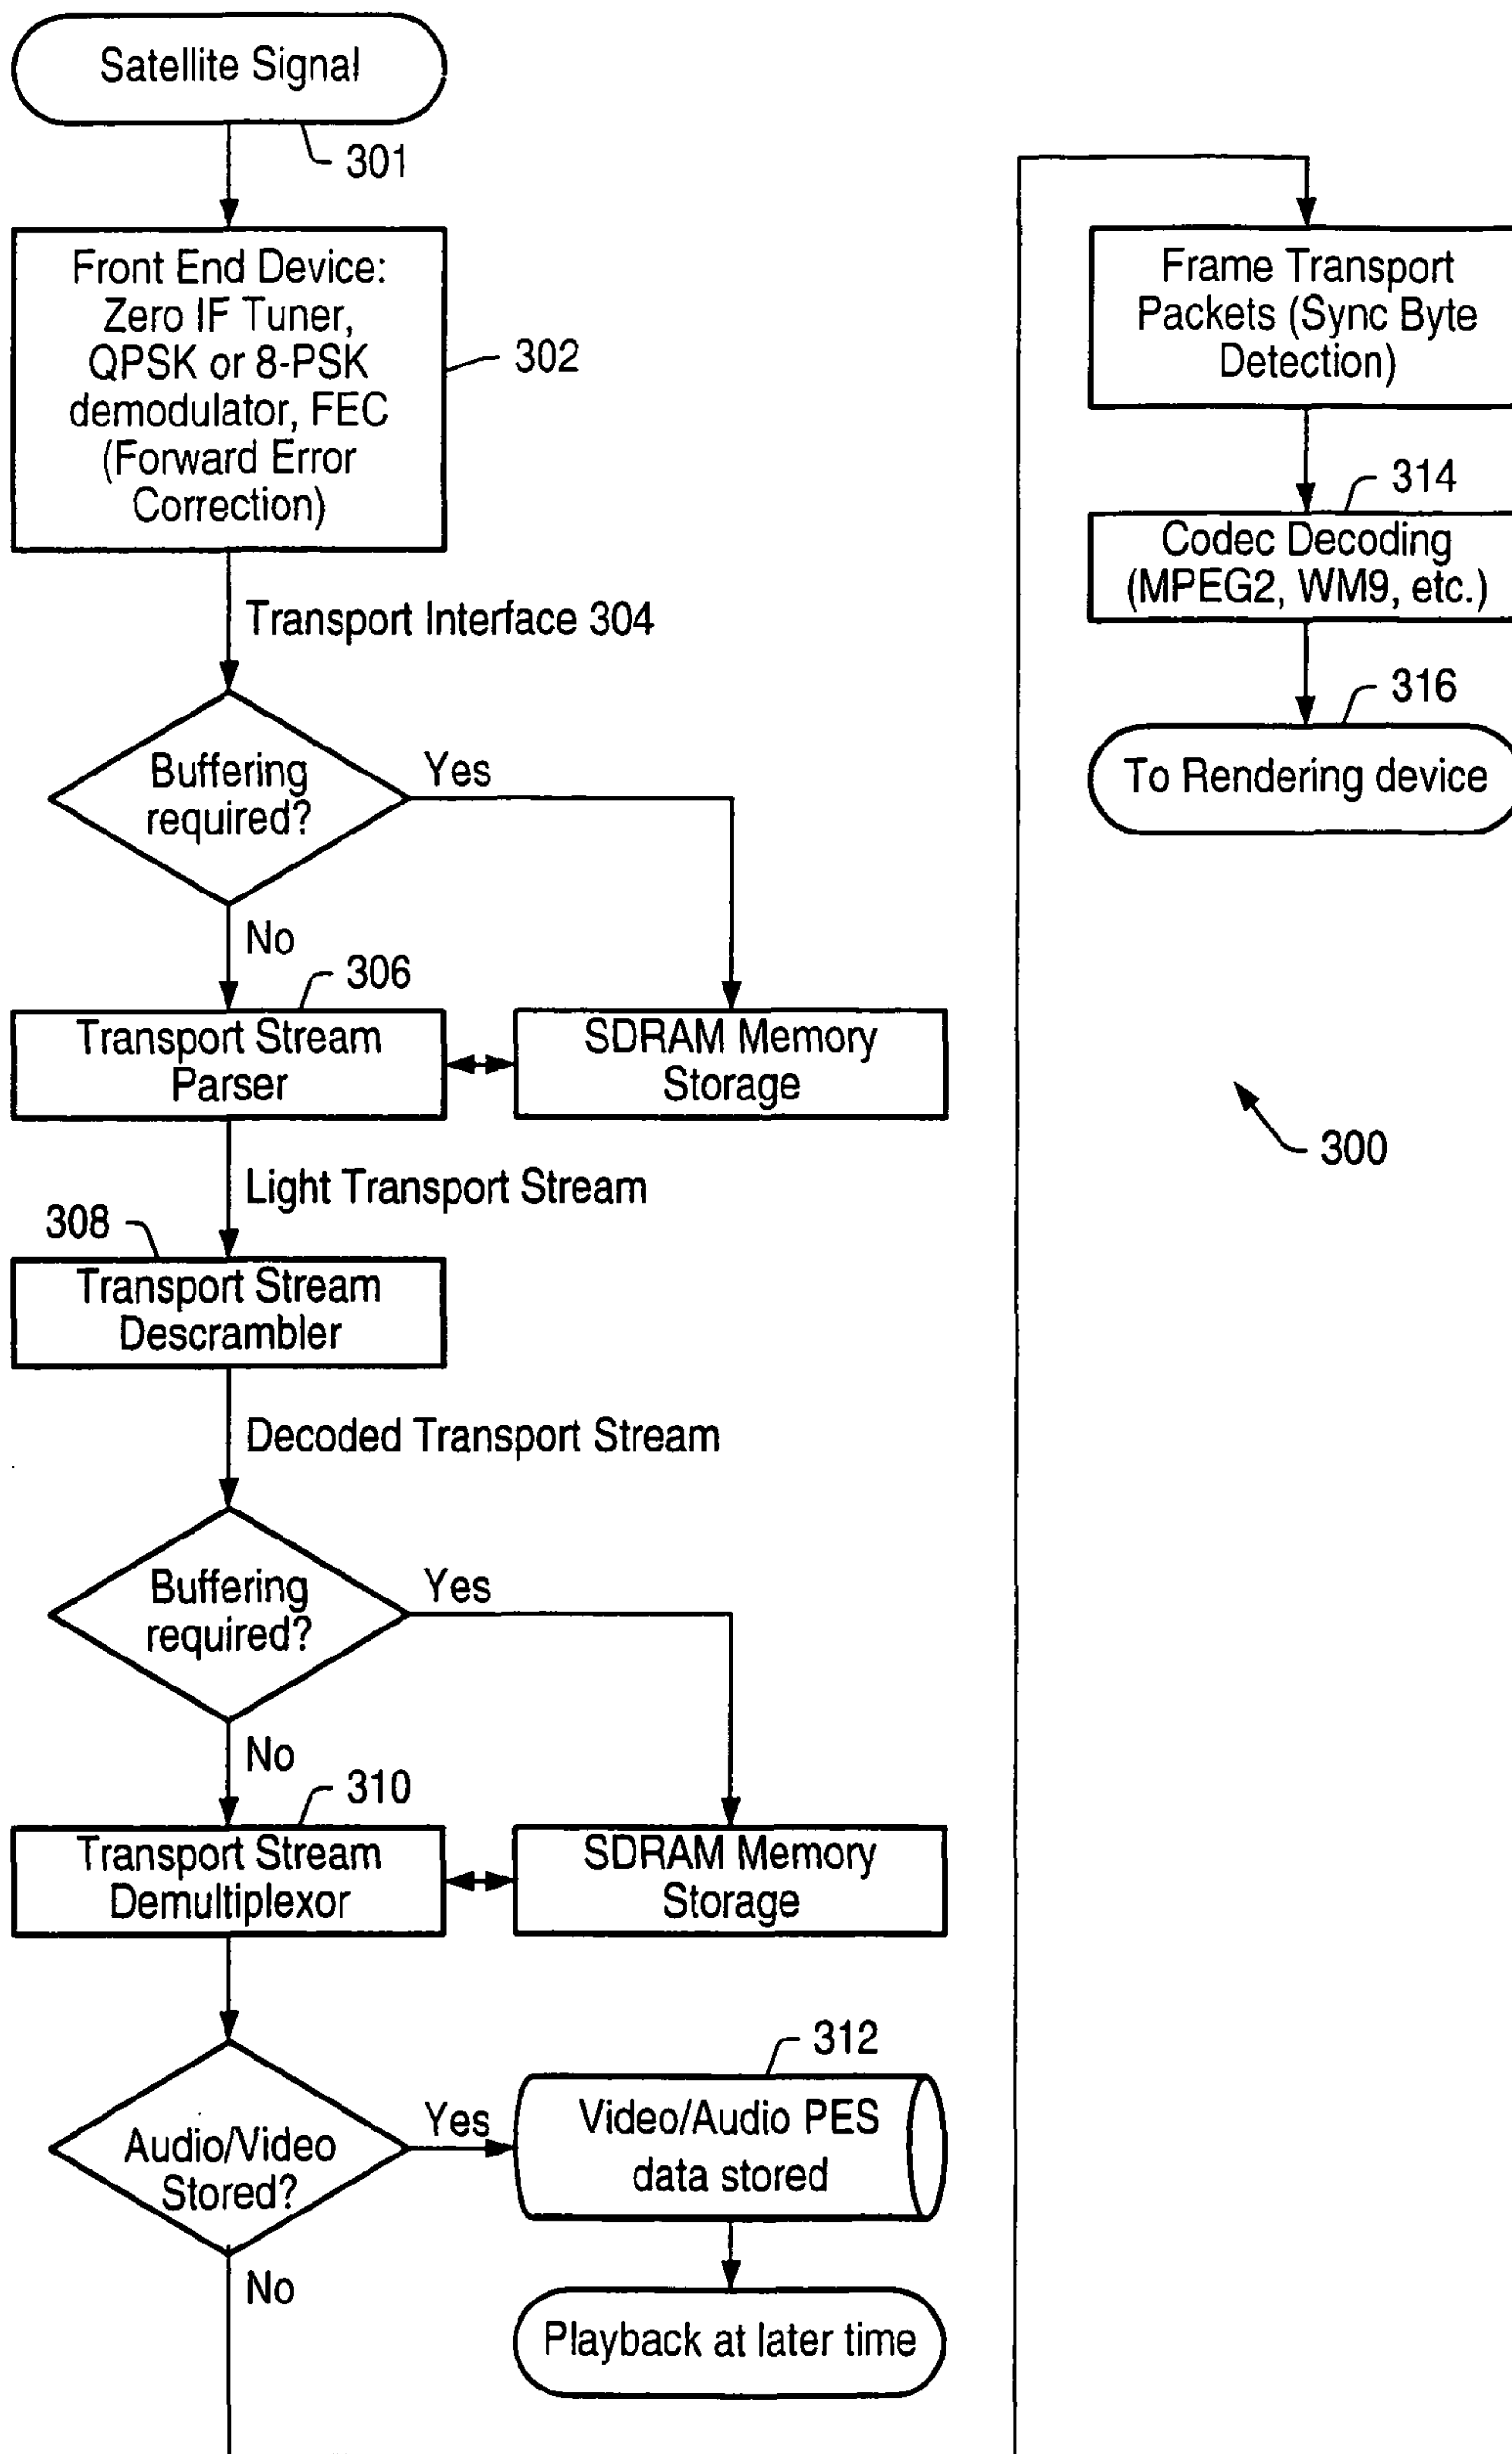 Satellite Signal
301
Front End Device:
Zero IF Tuner,
QPSK or 8-PSK
demodulator, FEC
(Forward Error
Correction)
302
Transport Interface 304
Buffering
required?
Yes
No
306
Transport Stream
Parser
SDRAM Memory
Storage
Light Transport Stream
308
Transport Stream
Descrambler
Decoded Transport Stream
Buffering
required?
Yes
No
310
Transport Stream
Demultiplexor
SDRAM Memory
Storage
Audio/Video
Stored?
Yes
312
Video/Audio PES
data stored
No
Playback at later time
Frame Transport
Packets (Sync Byte
Detection)
314
Codec Decoding
(MPEG2, WM9, etc.)
316
To Rendering device
300